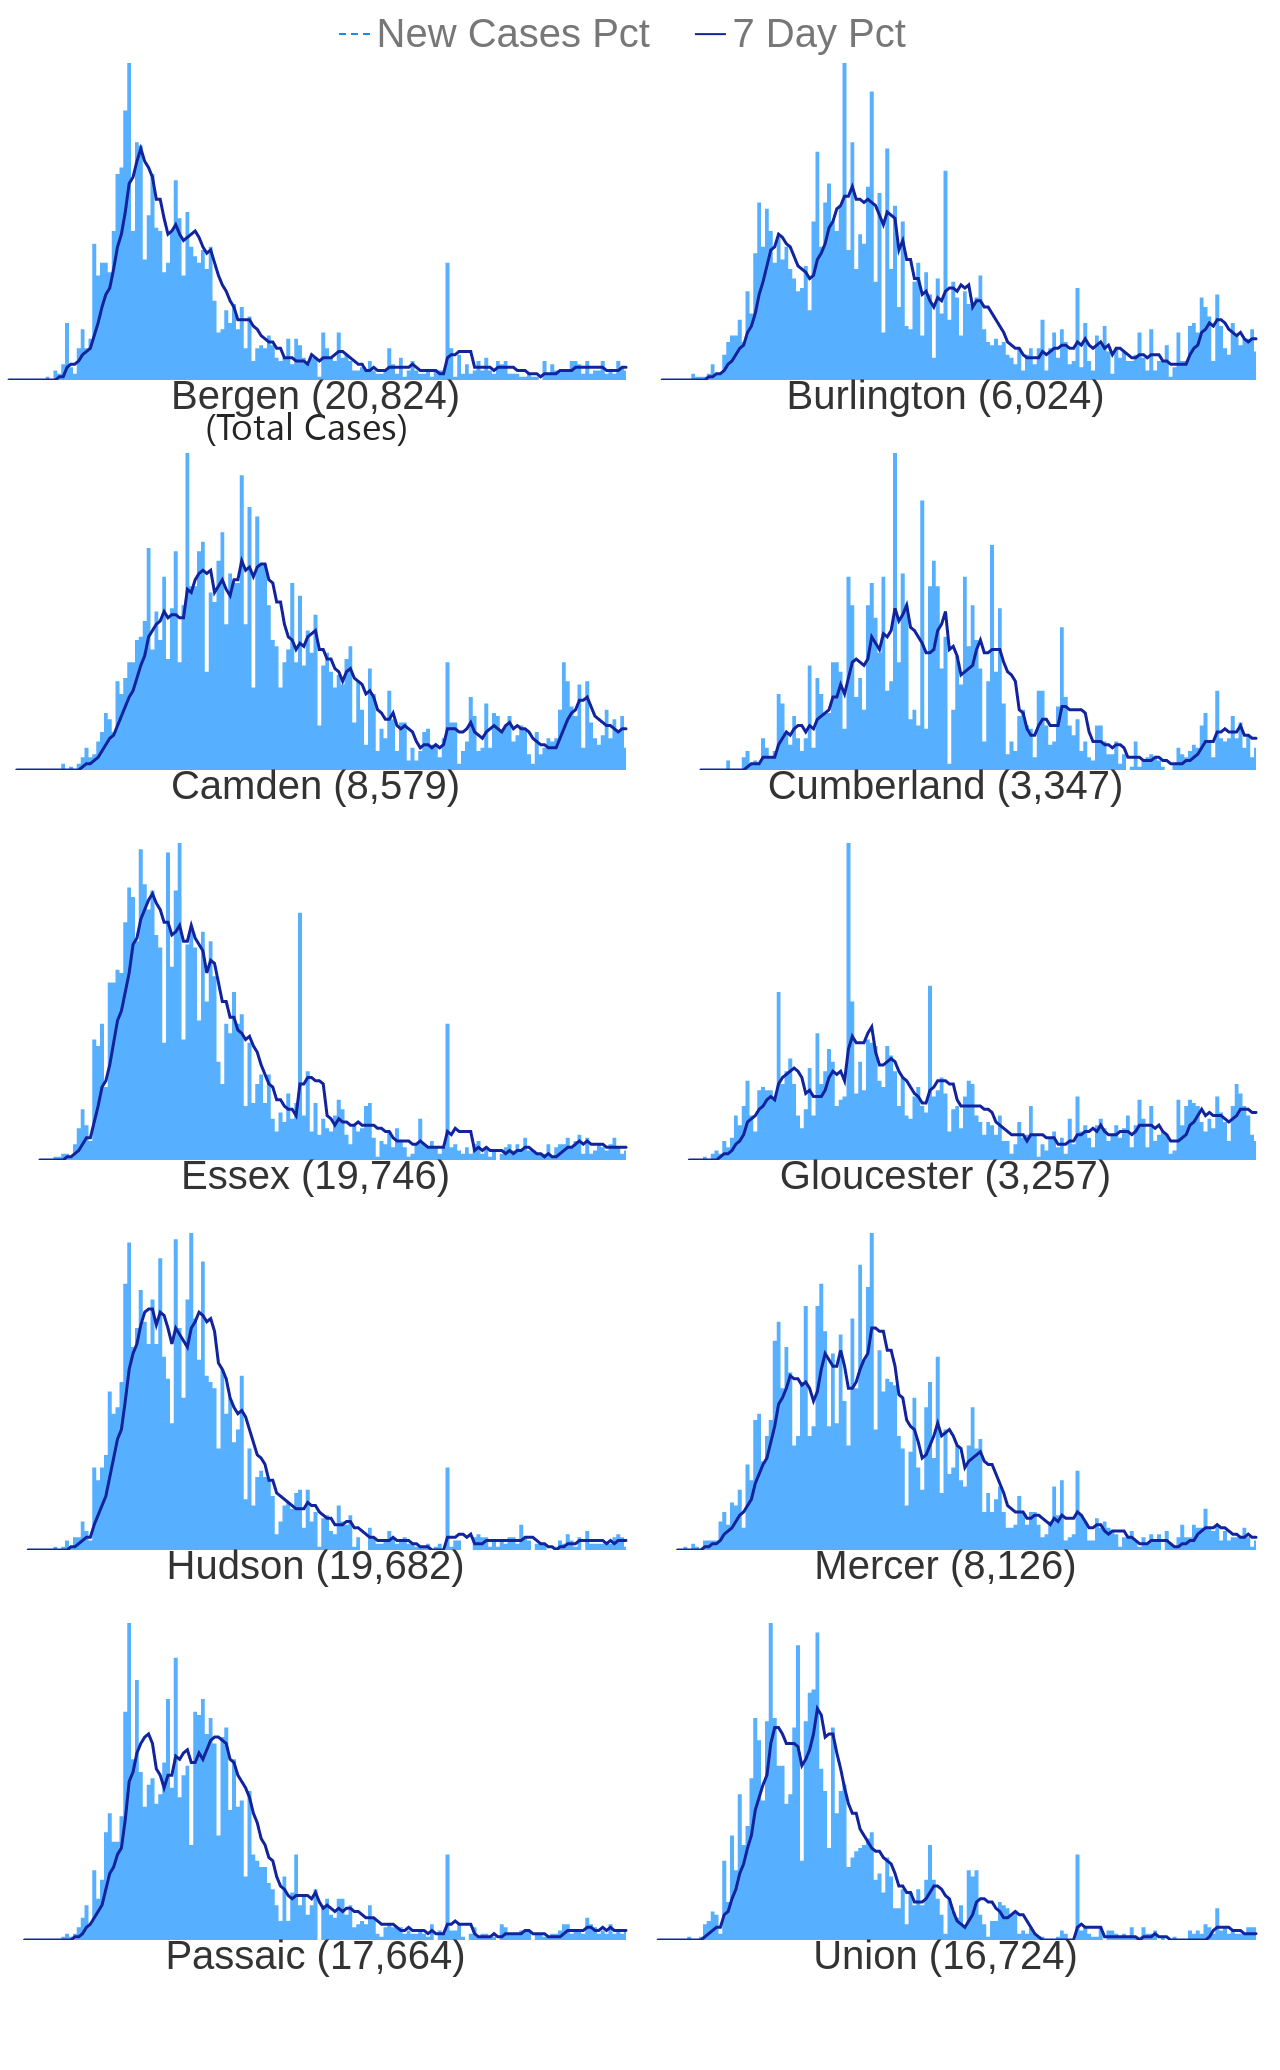 New Cases Pct 7 Day Pct
Bergen (20,824) Burlington (6,024)
(Total Cases)
Camden (8,579) Cumberland (3,347)
Essex (19,746) Gloucester (3,257)
Hudson (19,682) Mercer (8,126)
Passaic (17,664) Union (16,724)